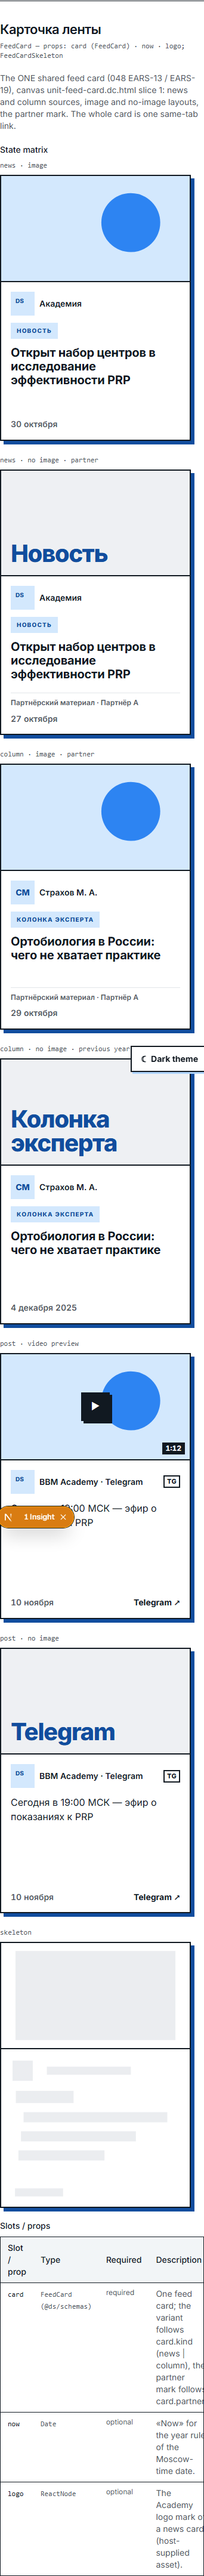 Карточка ленты
FeedCard — props: card (FeedCard) · now · logo;
FeedCardSkeleton
The ONE shared feed card (048 EARS-13 / EARS-
19), canvas unit-feed-card.dc.html slice 1: news
and column sources, image and no-image layouts,
the partner mark. The whole card is one same-tab
link.
State matrix
news · image
DS
Академия
НОВОСТЬ
Открыт набор центров в
исследование
эффективности PRP
30 октября
news · no image · partner
Новость
DS
Академия
НОВОСТЬ
Открыт набор центров в
исследование
эффективности PRP
Партнёрский материал · Партнёр А
27 октября
column · image · partner
СМ
Страхов М. А.
КОЛОНКА ЭКСПЕРТА
Ортобиология в России:
чего не хватает практике
Партнёрский материал · Партнёр А
29 октября
column · no image · previous year
☾ Dark theme
Колонка
эксперта
СМ
Страхов М. А.
КОЛОНКА ЭКСПЕРТА
Ортобиология в России:
чего не хватает практике
4 декабря 2025
post · video preview
1:12
DS
BBM Academy · Telegram
TG
19:00 МСК — эфир о
PRP
1 Insight ×
10 ноября
Telegram ↗
post · no image
Telegram
DS
BBM Academy · Telegram
TG
Сегодня в 19:00 МСК — эфир о
показаниях к PRP
10 ноября
Telegram ↗
skeleton
Slots / props
Slot
/
prop
Type
Required
Description
card
FeedCard
(@ds/schemas)
required
One feed
card; the
variant
follows
card.kind
(news |
column), the
partner
mark follows
card.partner
now
Date
optional
«Now» for
the year rule
of the
Moscow-
time date.
logo
ReactNode
optional
The
Academy
logo mark o
a news card
(host-
supplied
asset).